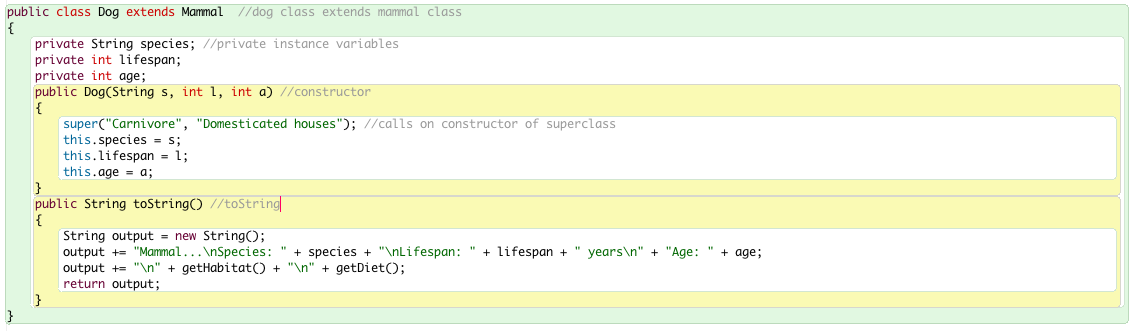 public class Dog extends Mammal  //dog class extends mammal class
{
    private String species; //private instance variables
    private int lifespan;
    private int age;
    public Dog(String s, int l, int a) //constructor
    {
        super("Carnivore", "Domesticated houses"); //calls on constructor of superclass
        this.species = s;
        this.lifespan = l;
        this.age = a;
    }
    public String toString() //toString
    {
        String output = new String();
        output += "Mammal...\nSpecies: " + species + "\nLifespan: " + lifespan + " years\n" + "Age: " + age;
        output += "\n" + getHabitat() + "\n" + getDiet();
        return output;
    }
}